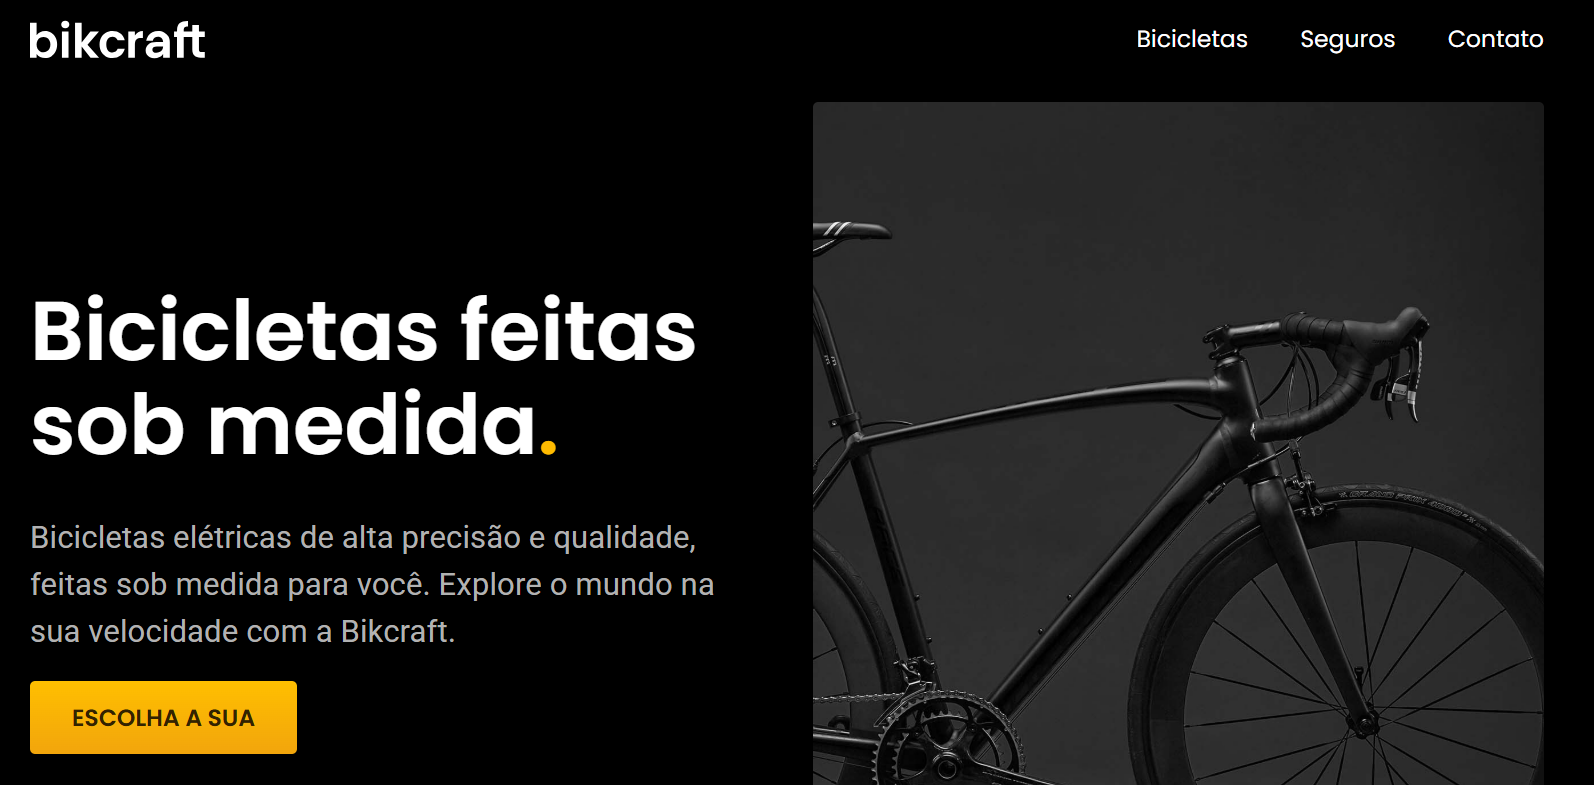 bikcraft
Bicicletas Seguros Contato
Bicicletas feitas
sob medida.
Bicicletas elétricas de alta precisão e qualidade,
feitas sob medida para você. Explore o mundo na
sua velocidade com a Bikcraft.
ESCOLHA A SUA